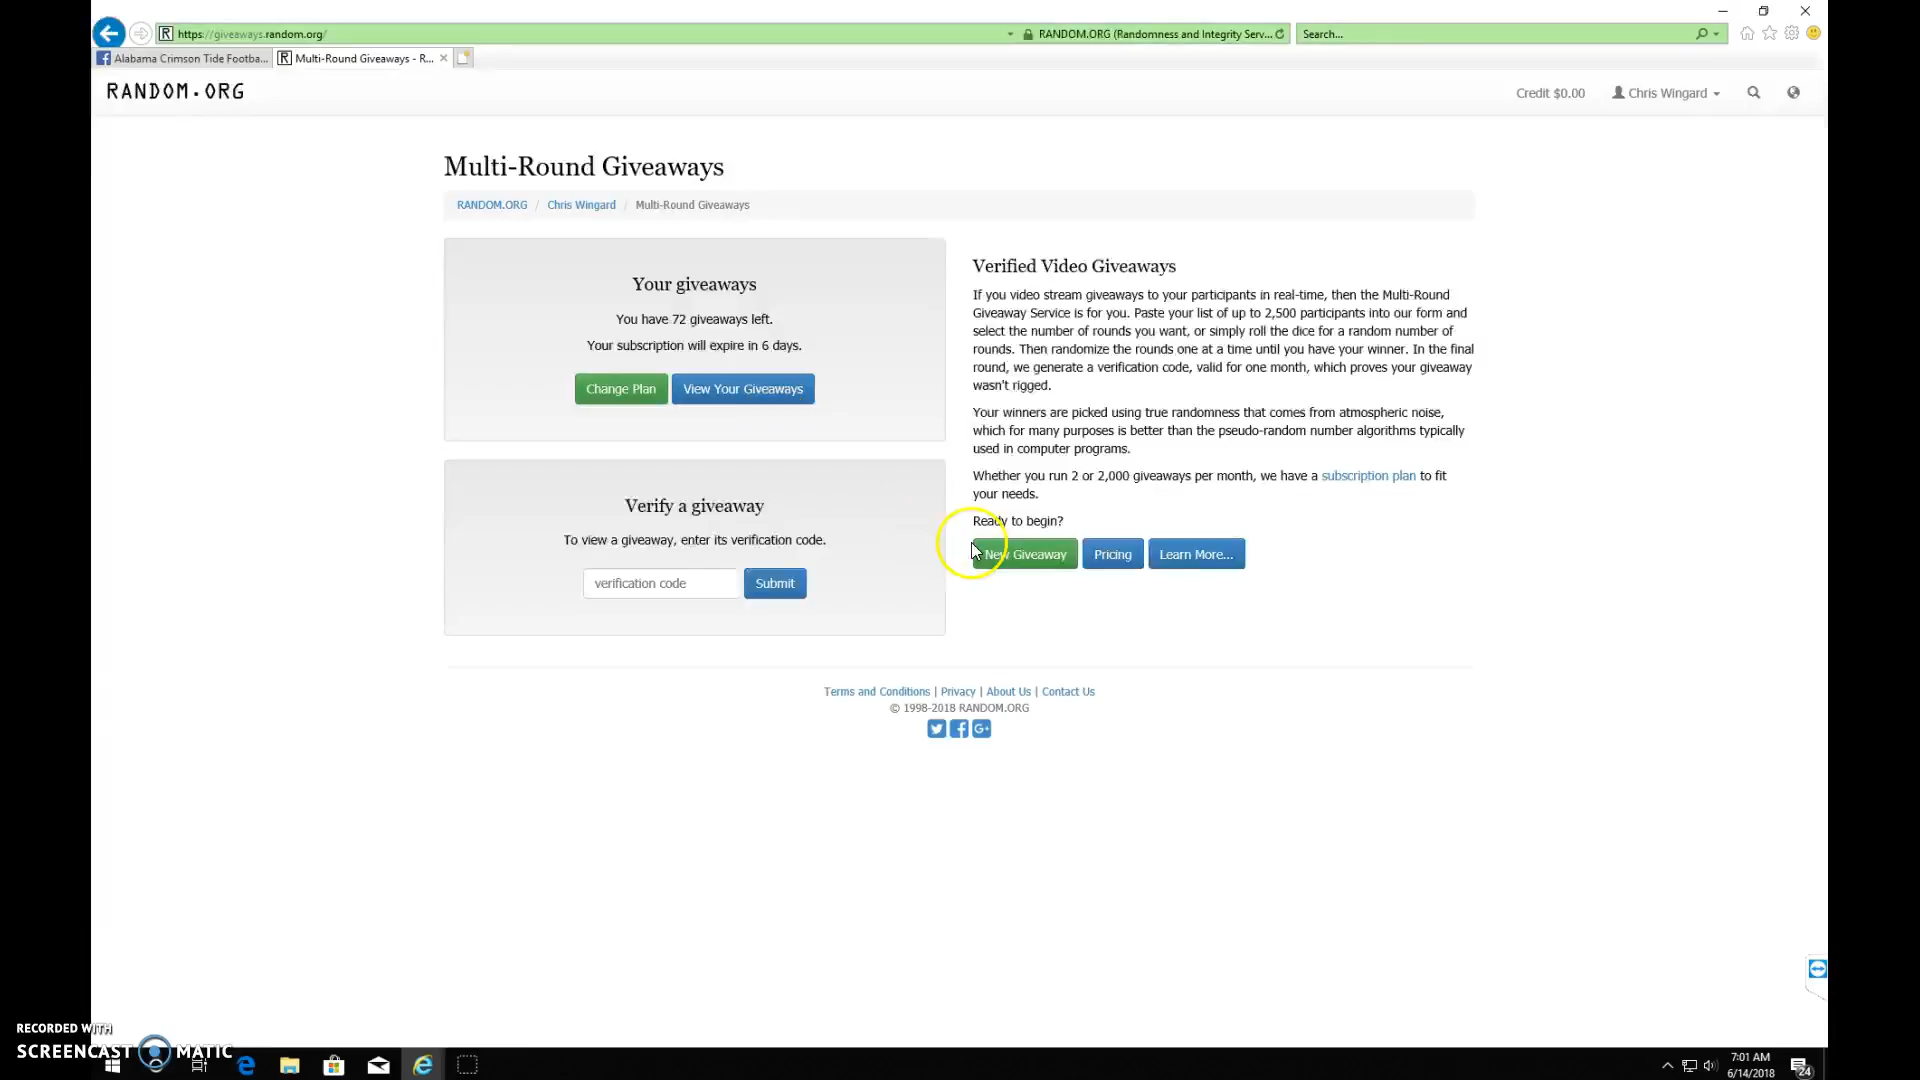 https://giveaways.random.org/
RANDOM.ORG (Randomness and Integrity Serv...
Search...
Alabama Crimson Tide Footba...
Multi-Round Giveaways - R...
RANDOM.ORG
Credit $0.00
Chris Wingard
Multi-Round Giveaways
RANDOM.ORG / Chris Wingard / Multi-Round Giveaways
Your giveaways
You have 72 giveaways left.
Your subscription will expire in 6 days.
Change Plan
View Your Giveaways
Verify a giveaway
To view a giveaway, enter its verification code.
verification code
Submit
Verified Video Giveaways
If you video stream giveaways to your participants in real-time, then the Multi-Round
Giveaway Service is for you. Paste your list of up to 2,500 participants into our form and
select the number of rounds you want, or simply roll the dice for a random number of
rounds. Then randomize the rounds one at a time until you have your winner. In the final
round, we generate a verification code, valid for one month, which proves your giveaway
wasn't rigged.
Your winners are picked using true randomness that comes from atmospheric noise,
which for many purposes is better than the pseudo-random number algorithms typically
used in computer programs.
Whether you run 2 or 2,000 giveaways per month, we have a subscription plan to fit
your needs.
Ready to begin?
New Giveaway
Pricing
Learn More...
Terms and Conditions | Privacy | About Us | Contact Us
© 1998-2018 RANDOM.ORG
RECORDED WITH
SCREENCAST MATIC
7:01 AM
6/14/2018
24